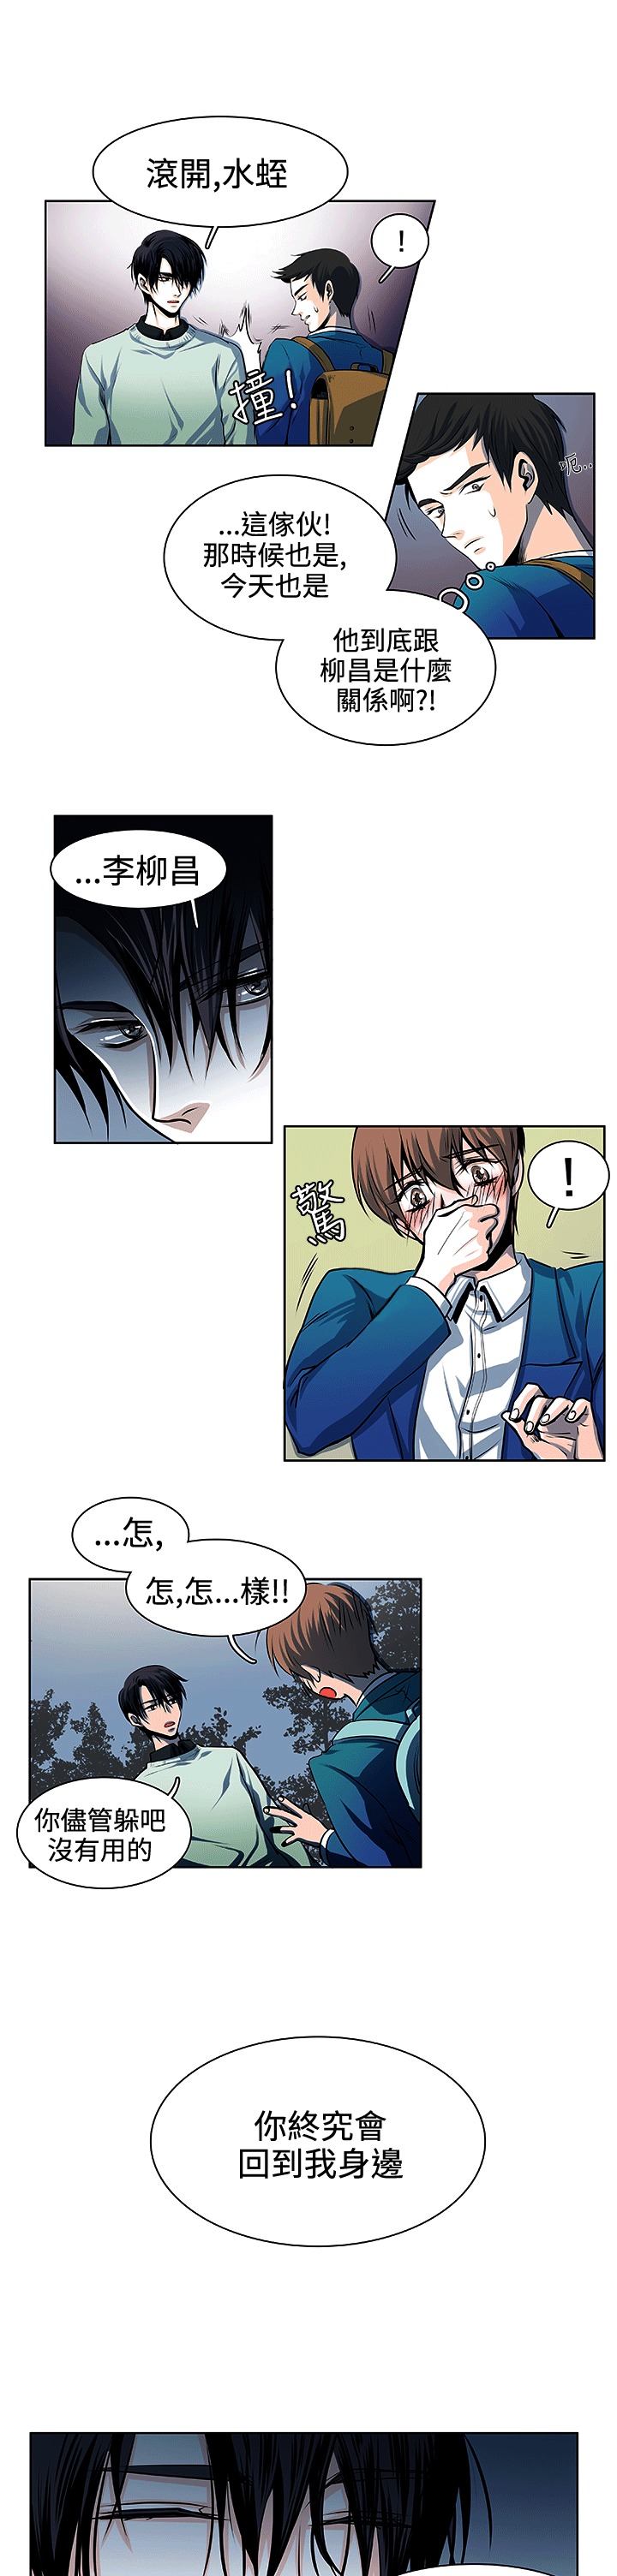 滾開,水蛭
!
撞!
呃..
...這傢伙!
那時候也是,
今天也是
他到底跟
柳昌是什麼
關係啊?!
...李柳昌
驚
!
...怎,
怎,怎...樣!!
你儘管躲吧
沒有用的
你終究會
回到我身邊